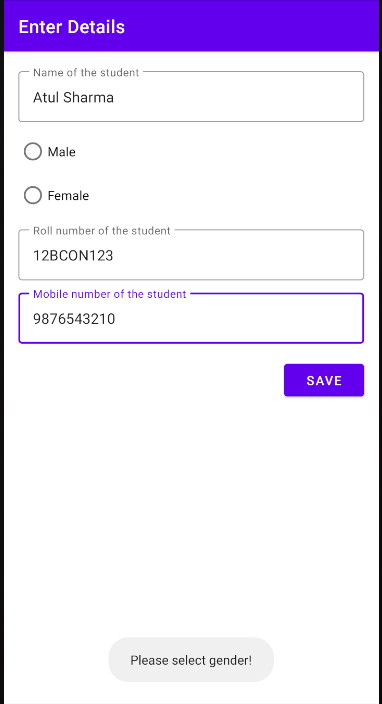 Enter Details
Name of the student
Atul Sharma
Male
Female
Roll number of the student
12BCON123
Mobile number of the student
9876543210
SAVE
Please select gender!